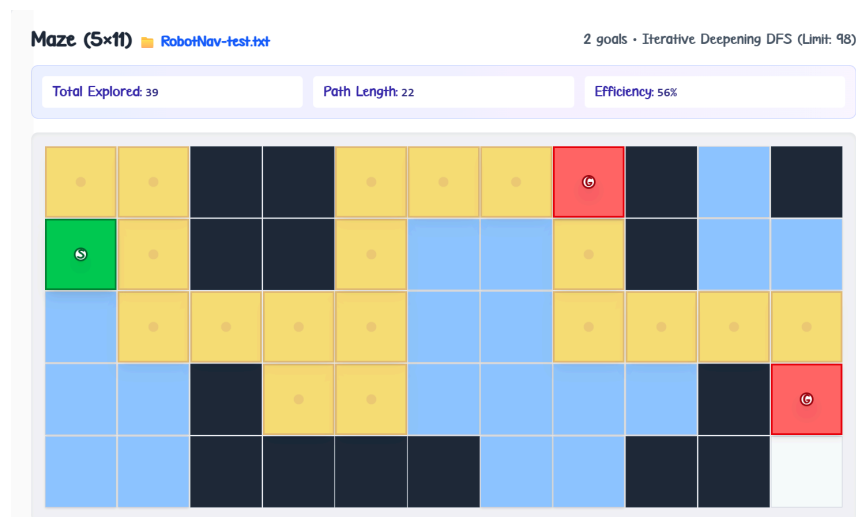 Maze (5×11) RobotNav-test.txt
2 goals • Iterative Deepening DFS (Limit: 98)
Total Explored: 39
Path Length: 22
Efficiency: 56%
G
S
G